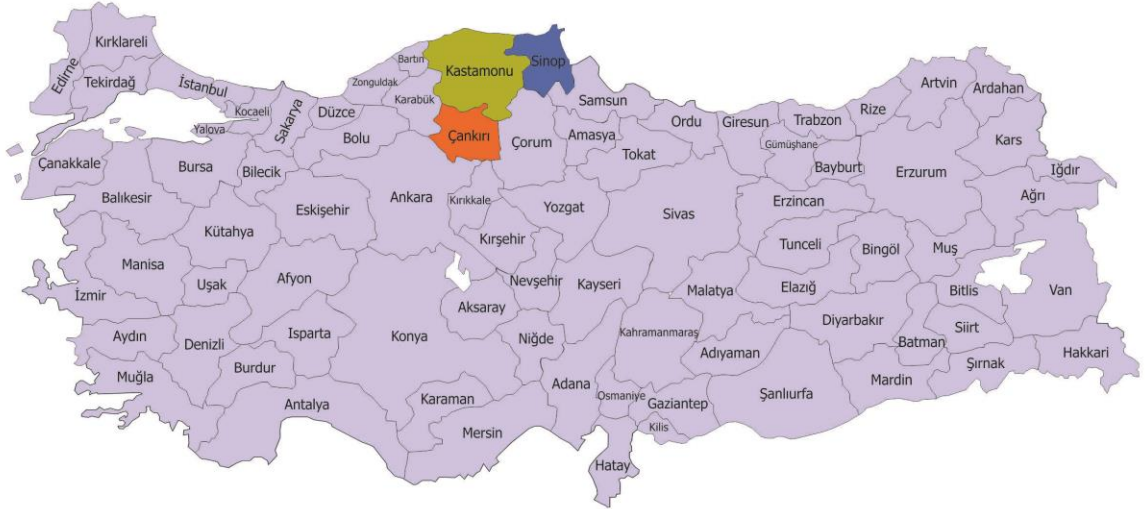 Kırklareli
Edirne
Tekirdağ
İstanbul
Kocaeli
Yalova
Sakarya
Düzce
Bolu
Zonguldak
Bartın
Karabük
Kastamonu
Sinop
Çankırı
Samsun
Çorum
Amasya
Tokat
Ordu
Giresun
Trabzon
Gümüşhane
Bayburt
Rize
Artvin
Ardahan
Kars
Iğdır
Ağrı
Erzurum
Erzincan
Çanakkale
Balıkesir
Bursa
Bilecik
Eskişehir
Kütahya
Ankara
Kırıkkale
Kırşehir
Yozgat
Sivas
Tunceli
Bingöl
Muş
Bitlis
Van
Manisa
Uşak
Afyon
İzmir
Aydın
Denizli
Isparta
Burdur
Muğla
Antalya
Konya
Aksaray
Nevşehir
Niğde
Kayseri
Malatya
Elazığ
Diyarbakır
Batman
Siirt
Şırnak
Hakkari
Mardin
Şanlıurfa
Adıyaman
Kahramanmaraş
Gaziantep
Kilis
Osmaniye
Adana
Hatay
Mersin
Karaman